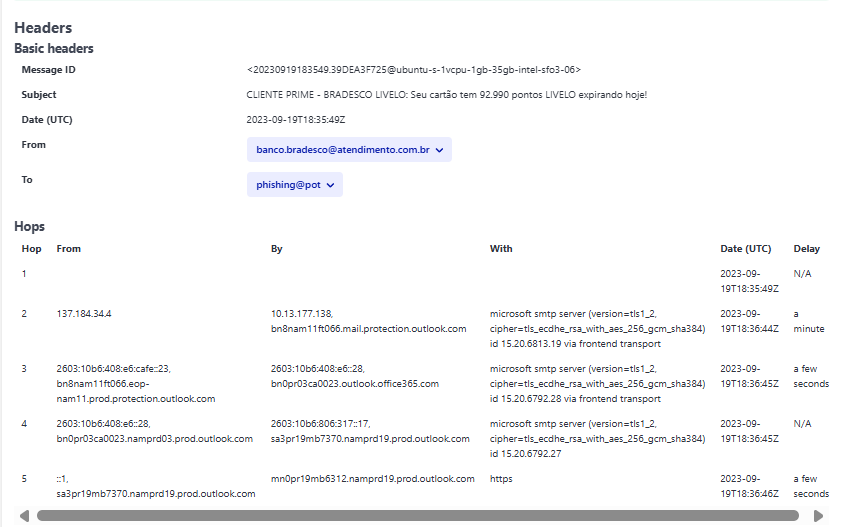 Headers
Basic headers
Message ID <20230919183549.39DEA3F725@ubuntu-s-1vcpu-1gb-35gb-intel-sfo3-06>
Subject CLIENTE PRIME - BRADESCO LIVELO: Seu cartão tem 92.990 pontos LIVELO expirando hoje!
Date (UTC) 2023-09-19T18:35:49Z
From banco.bradesco@atendimento.com.br
To phishing@pot
Hops
Hop From By With Date (UTC) Delay
1 2023-09- N/A
19T18:35:49Z
2 137.184.34.4 10.13.177.138, microsoft smtp server (version=tls1_2, 2023-09- a
bn8nam11ft066.mail.protection.outlook.com cipher=tls_ecdhe_rsa_with_aes_256_gcm_sha384) 19T18:36:44Z minute
id 15.20.6813.19 via frontend transport
3 2603:10b6:408:e6:cafe::23, 2603:10b6:408:e6::28, microsoft smtp server (version=tls1_2, 2023-09- a few
bn8nam11ft066.eop- bn0pr03ca0023.outlook.office365.com cipher=tls_ecdhe_rsa_with_aes_256_gcm_sha384) 19T18:36:45Z seconds
nam11.prod.protection.outlook.com id 15.20.6792.28 via frontend transport
4 2603:10b6:408:e6::28, 2603:10b6:806:317::17, microsoft smtp server (version=tls1_2, 2023-09- N/A
bn0pr03ca0023.namprd03.prod.outlook.com sa3pr19mb7370.namprd19.prod.outlook.com cipher=tls_ecdhe_rsa_with_aes_256_gcm_sha384) 19T18:36:45Z
id 15.20.6792.27
5 ::1, mn0pr19mb6312.namprd19.prod.outlook.com https 2023-09- a few
sa3pr19mb7370.namprd19.prod.outlook.com 19T18:36:46Z seconds